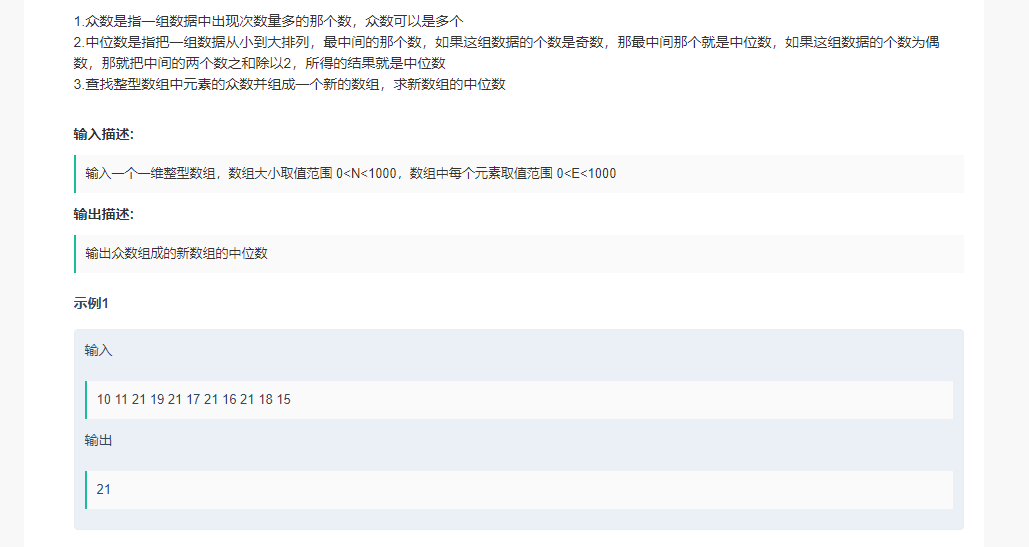 1.众数是指一组数据中出现次数量多的那个数，众数可以是多个
2.中位数是指把一组数据从小到大排列，最中间的那个数，如果这组数据的个数是奇数，那最中间那个就是中位数，如果这组数据的个数为偶
数，那就把中间的两个数之和除以2，所得的结果就是中位数
3.查找整型数组中元素的众数并组成一个新的数组，求新数组的中位数
输入描述:
输入一个一维整型数组，数组大小取值范围 0<N<1000，数组中每个元素取值范围 0<E<1000
输出描述:
输出众数组成的新数组的中位数
示例1
输入
10 11 21 19 21 17 21 16 21 18 15
输出
21